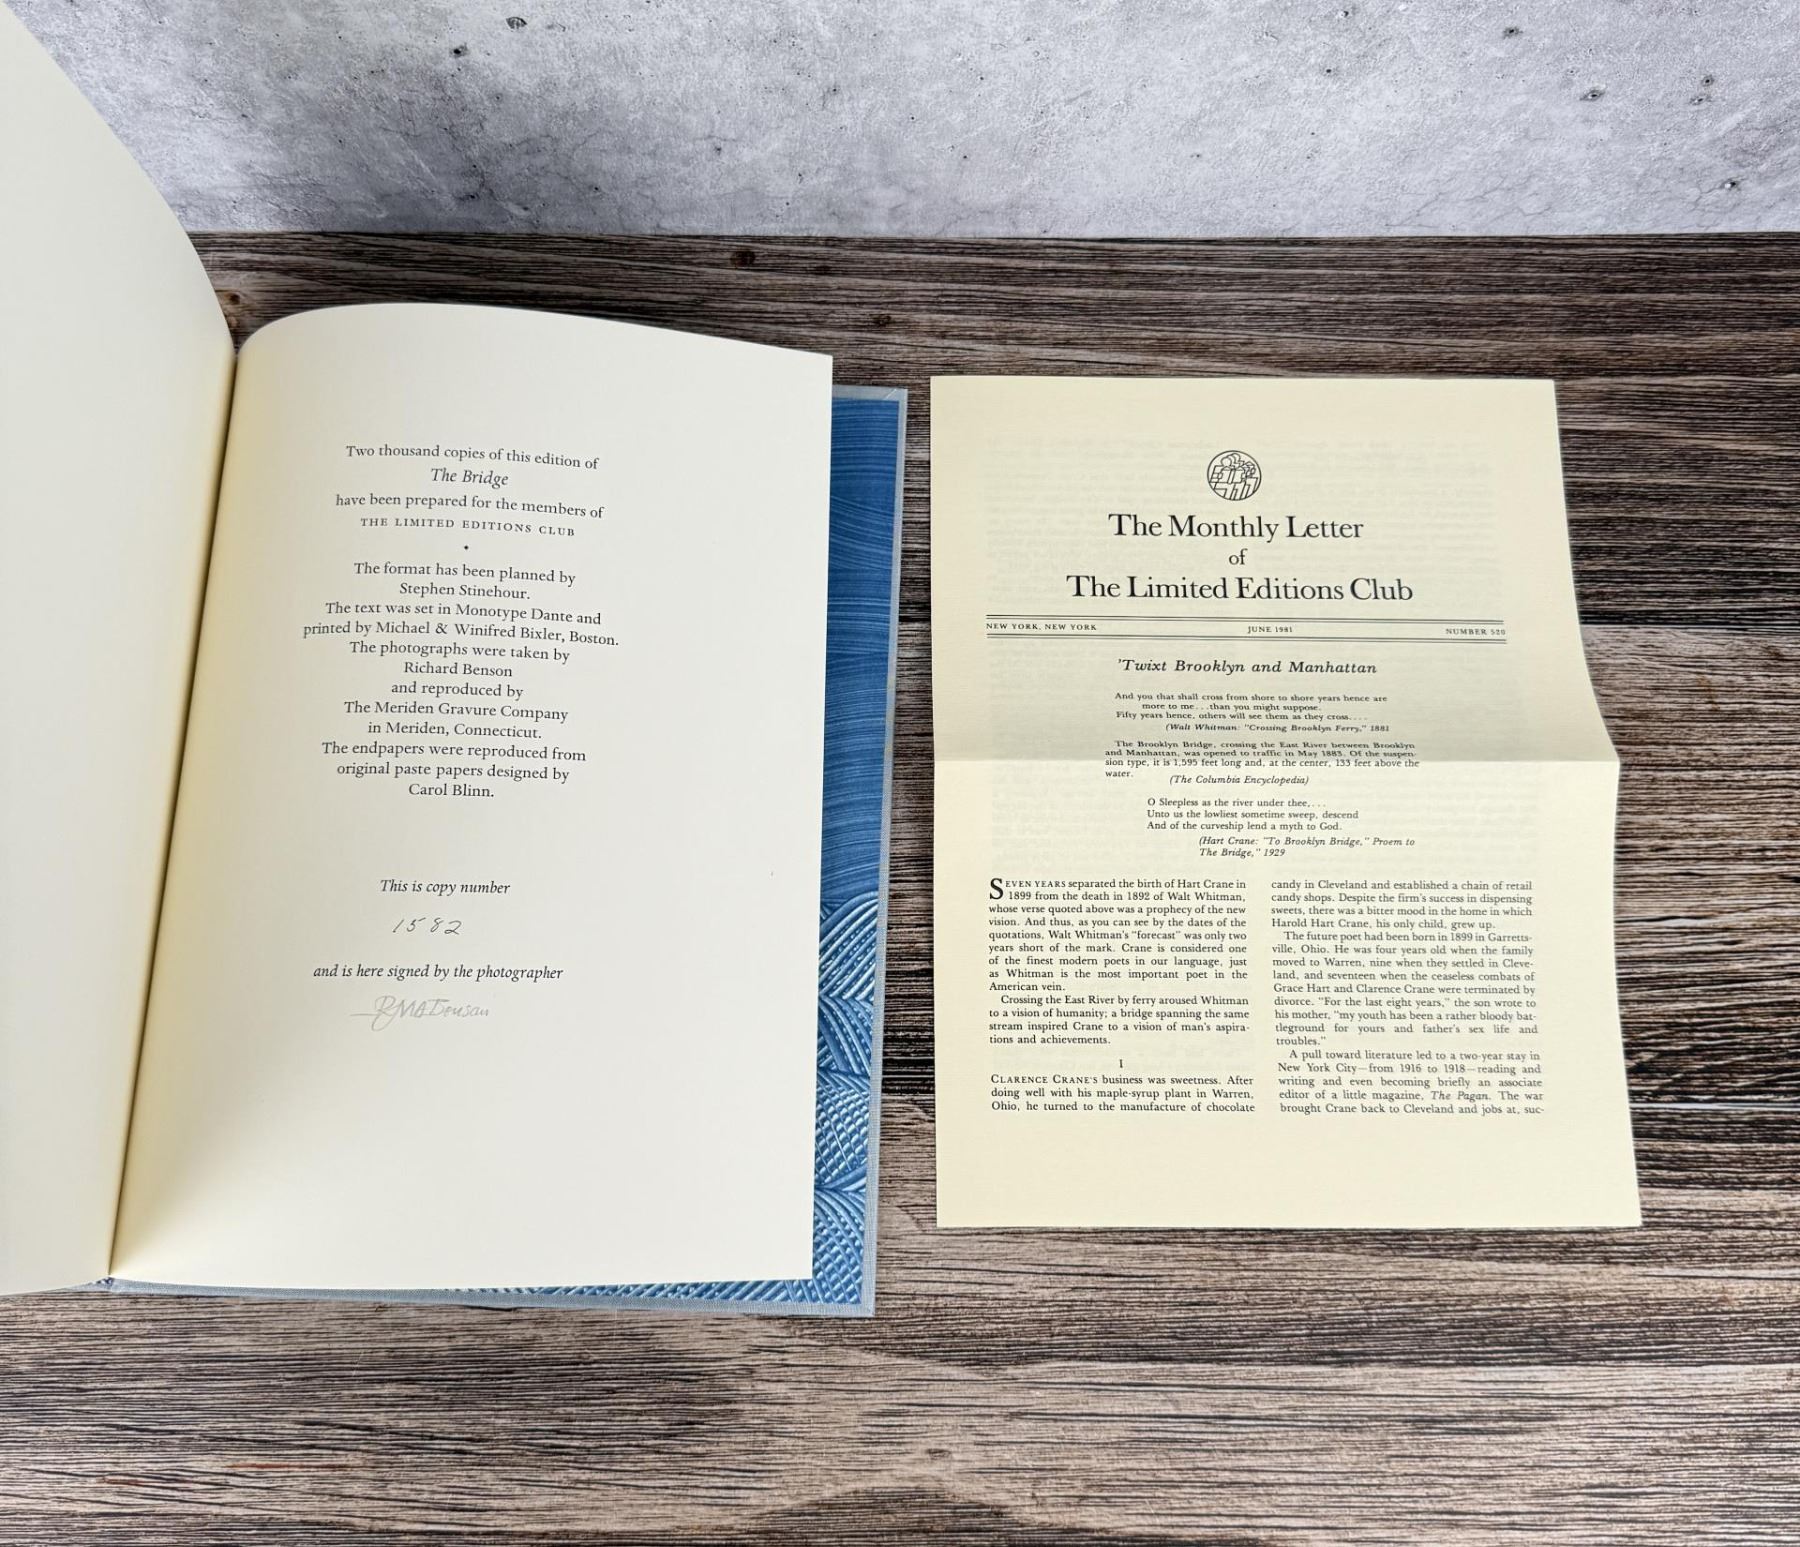 Two thousand copies of this edition of
The Bridge
have been prepared for the members of
THE LIMITED EDITIONS CLUB
The format has been planned by
Stephen Stinehour.
The text was set in Monotype Dante and
printed by Michael & Winifred Bixler, Boston.
The photographs were taken by
Richard Benson
and reproduced by
The Meriden Gravure Company
in Meriden, Connecticut.
The endpapers were reproduced from
original paste papers designed by
Carol Blinn.
This is copy number
1582
and is here signed by the photographer
RMA Benson
The Monthly Letter
of
The Limited Editions Club
NEW YORK, NEW YORK JUNE 1981 NUMBER 520
'Twixt Brooklyn and Manhattan
And you that shall cross from shore to shore years hence are
more to me...than you might suppose.
Fifty years hence, others will see them as they cross....
(Walt Whitman: "Crossing Brooklyn Ferry," 1881
The Brooklyn Bridge, crossing the East River between Brooklyn
and Manhattan, was opened to traffic in May 1883. Of the suspen-
sion type, it is 1,595 feet long and, at the center, 133 feet above the
water.
(The Columbia Encyclopedia)
O Sleepless as the river under thee,...
Unto us the lowliest sometime sweep, descend
And of the curveship lend a myth to God.
(Hart Crane: "To Brooklyn Bridge," Proem to
The Bridge," 1929
SEVEN YEARS separated the birth of Hart Crane in
1899 from the death in 1892 of Walt Whitman,
whose verse quoted above was a prophecy of the new
vision. And thus, as you can see by the dates of the
quotations, Walt Whitman's "forecast" was only two
years short of the mark. Crane is considered one
of the finest modern poets in our language, just
as Whitman is the most important poet in the
American vein.
Crossing the East River by ferry aroused Whitman
to a vision of humanity; a bridge spanning the same
stream inspired Crane to a vision of man's aspira-
tions and achievements.
I
CLARENCE CRANE'S business was sweetness. After
doing well with his maple-syrup plant in Warren,
Ohio, he turned to the manufacture of chocolate
candy in Cleveland and established a chain of retail
candy shops. Despite the firm's success in dispensing
sweets, there was a bitter mood in the home in which
Harold Hart Crane, his only child, grew up.
The future poet had been born in 1899 in Garretts-
ville, Ohio. He was four years old when the family
moved to Warren, nine when they settled in Cleve-
land, and seventeen when the ceaseless combats of
Grace Hart and Clarence Crane were terminated by
divorce. "For the last eight years," the son wrote to
his mother, "my youth has been a rather bloody bat-
tleground for yours and father's sex life and
troubles."
A pull toward literature led to a two-year stay in
New York City—from 1916 to 1918—reading and
writing and even becoming briefly an associate
editor of a little magazine, The Pagan. The war
brought Crane back to Cleveland and jobs at, suc-